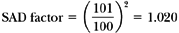 SAD factor = (101/100)² = 1.020